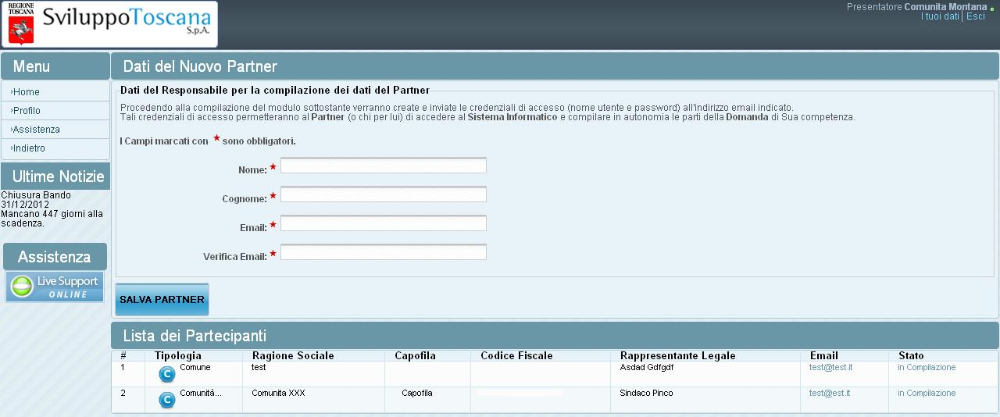 REGIONE
TOSCANA
SviluppoToscana
S.p.A.
Presentatore Comunita Montana
I tuoi dati | Esci
Menu
›Home
›Profilo
›Assistenza
›Indietro
Ultime Notizie
Chiusura Bando
31/12/2012
Mancano 447 giorni alla
scadenza.
Assistenza
Live Support
ONLINE
Dati del Nuovo Partner
Dati del Responsabile per la compilazione dei dati del Partner
Procedendo alla compilazione del modulo sottostante verranno create e inviate le credenziali di accesso (nome utente e password) all'indirizzo email indicato.
Tali credenziali di accesso permetteranno al Partner (o chi per lui) di accedere al Sistema Informatico e compilare in autonomia le parti della Domanda di Sua competenza.
I Campi marcati con ★ sono obbligatori.
Nome: ★
Cognome: ★
Email: ★
Verifica Email: ★
SALVA PARTNER
Lista dei Partecipanti
# Tipologia Ragione Sociale Capofila Codice Fiscale Rappresentante Legale Email Stato
1 C Comune test Asdad Gdfgdf test@test.it in Compilazione
2 C Comunità... Comunita XXX Capofila Sindaco Pinco test@est.it in Compilazione